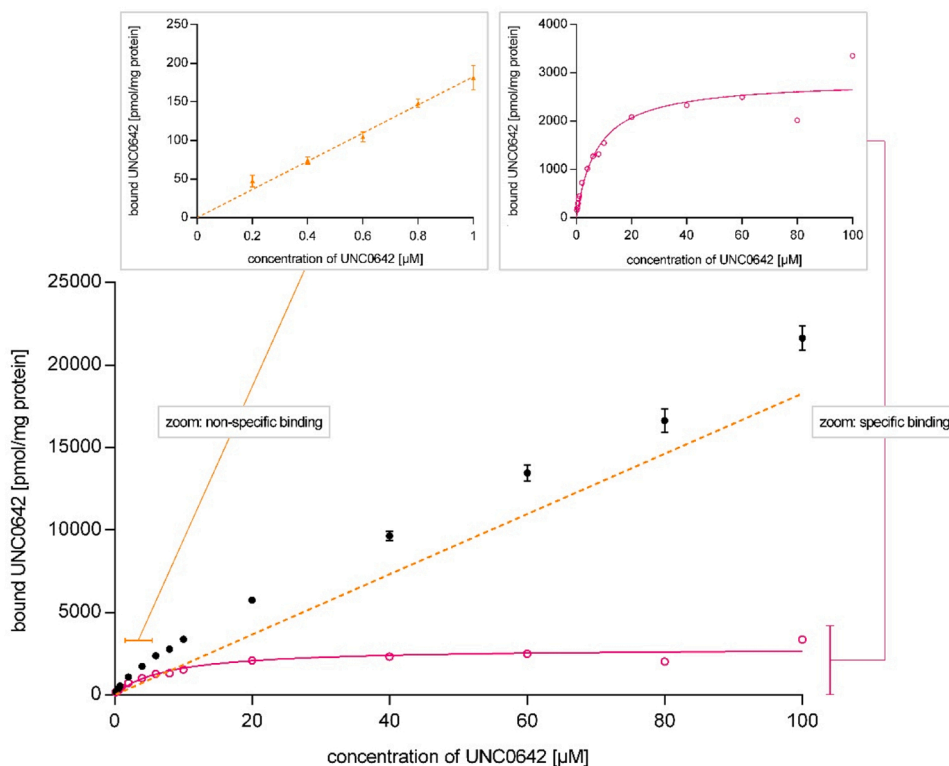 250
200
150
100
50
0
bound UNC0642 [pmol/mg protein]
0 0.2 0.4 0.6 0.8 1
concentration of UNC0642 [µM]
4000
3000
2000
1000
0
bound UNC0642 [pmol/mg protein]
0 20 40 60 80 100
concentration of UNC0642 [µM]
25000
20000
15000
10000
5000
0
bound UNC0642 [pmol/mg protein]
zoom: non-specific binding
zoom: specific binding
0 20 40 60 80 100
concentration of UNC0642 [µM]